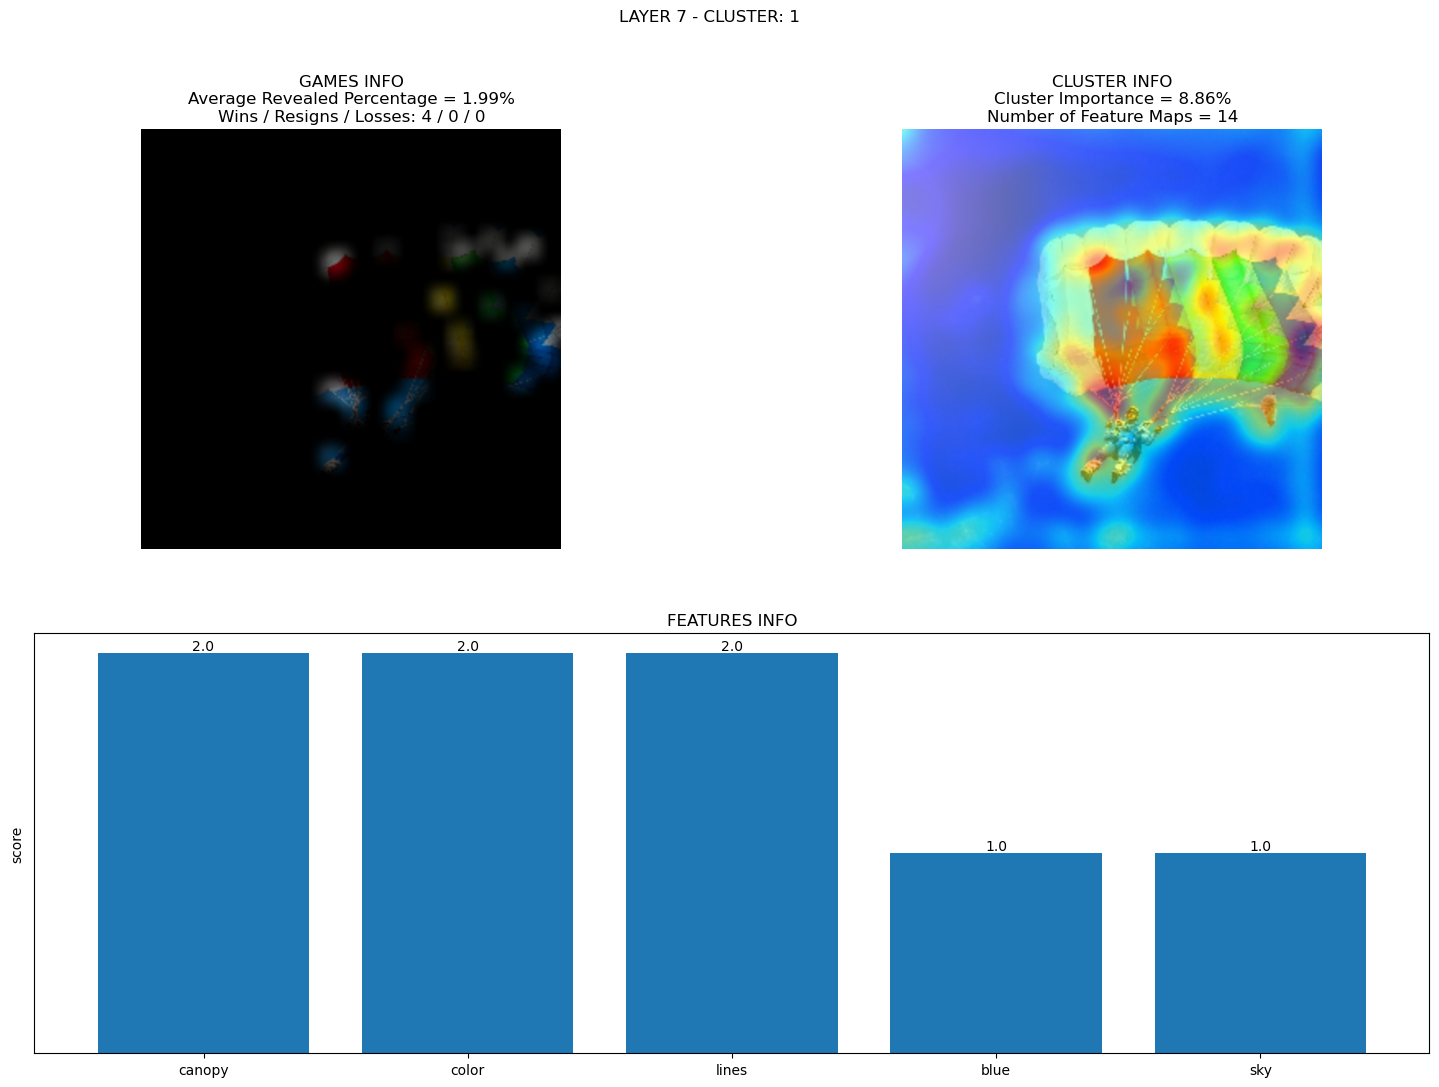 LAYER 7 - CLUSTER: 1
GAMES INFO
Average Revealed Percentage = 1.99%
Wins / Resigns / Losses: 4 / 0 / 0
CLUSTER INFO
Cluster Importance = 8.86%
Number of Feature Maps = 14
FEATURES INFO
score
2.0
2.0
2.0
1.0
1.0
canopy
color
lines
blue
sky